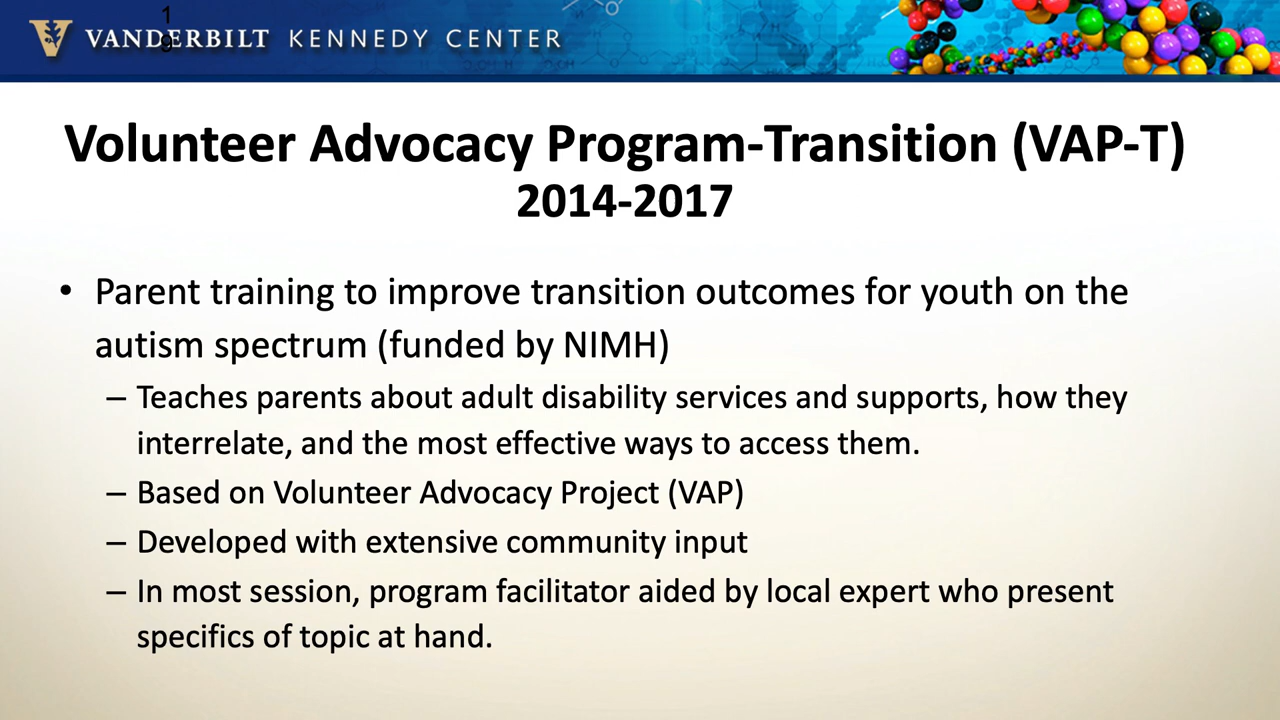 1
9
VANDERBILT KENNEDY CENTER
Volunteer Advocacy Program-Transition (VAP-T)
2014-2017
• Parent training to improve transition outcomes for youth on the
autism spectrum (funded by NIMH)
– Teaches parents about adult disability services and supports, how they
interrelate, and the most effective ways to access them.
– Based on Volunteer Advocacy Project (VAP)
– Developed with extensive community input
– In most session, program facilitator aided by local expert who present
specifics of topic at hand.